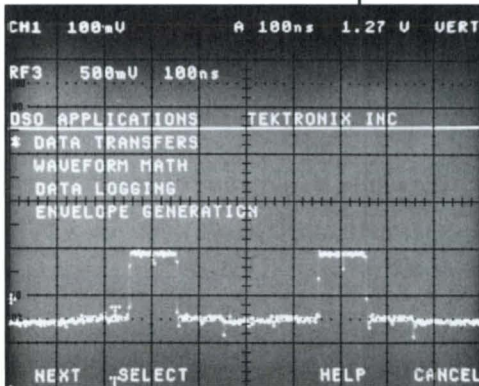 CH1 100mV A 100ns 1.27 V VERT
RF3 500mV 100ns
DSO APPLICATIONS TEKTRONIX INC
* DATA TRANSFERS
WAVEFORM MATH
DATA LOGGING
ENVELOPE GENERATION
NEXT SELECT HELP CANCEL